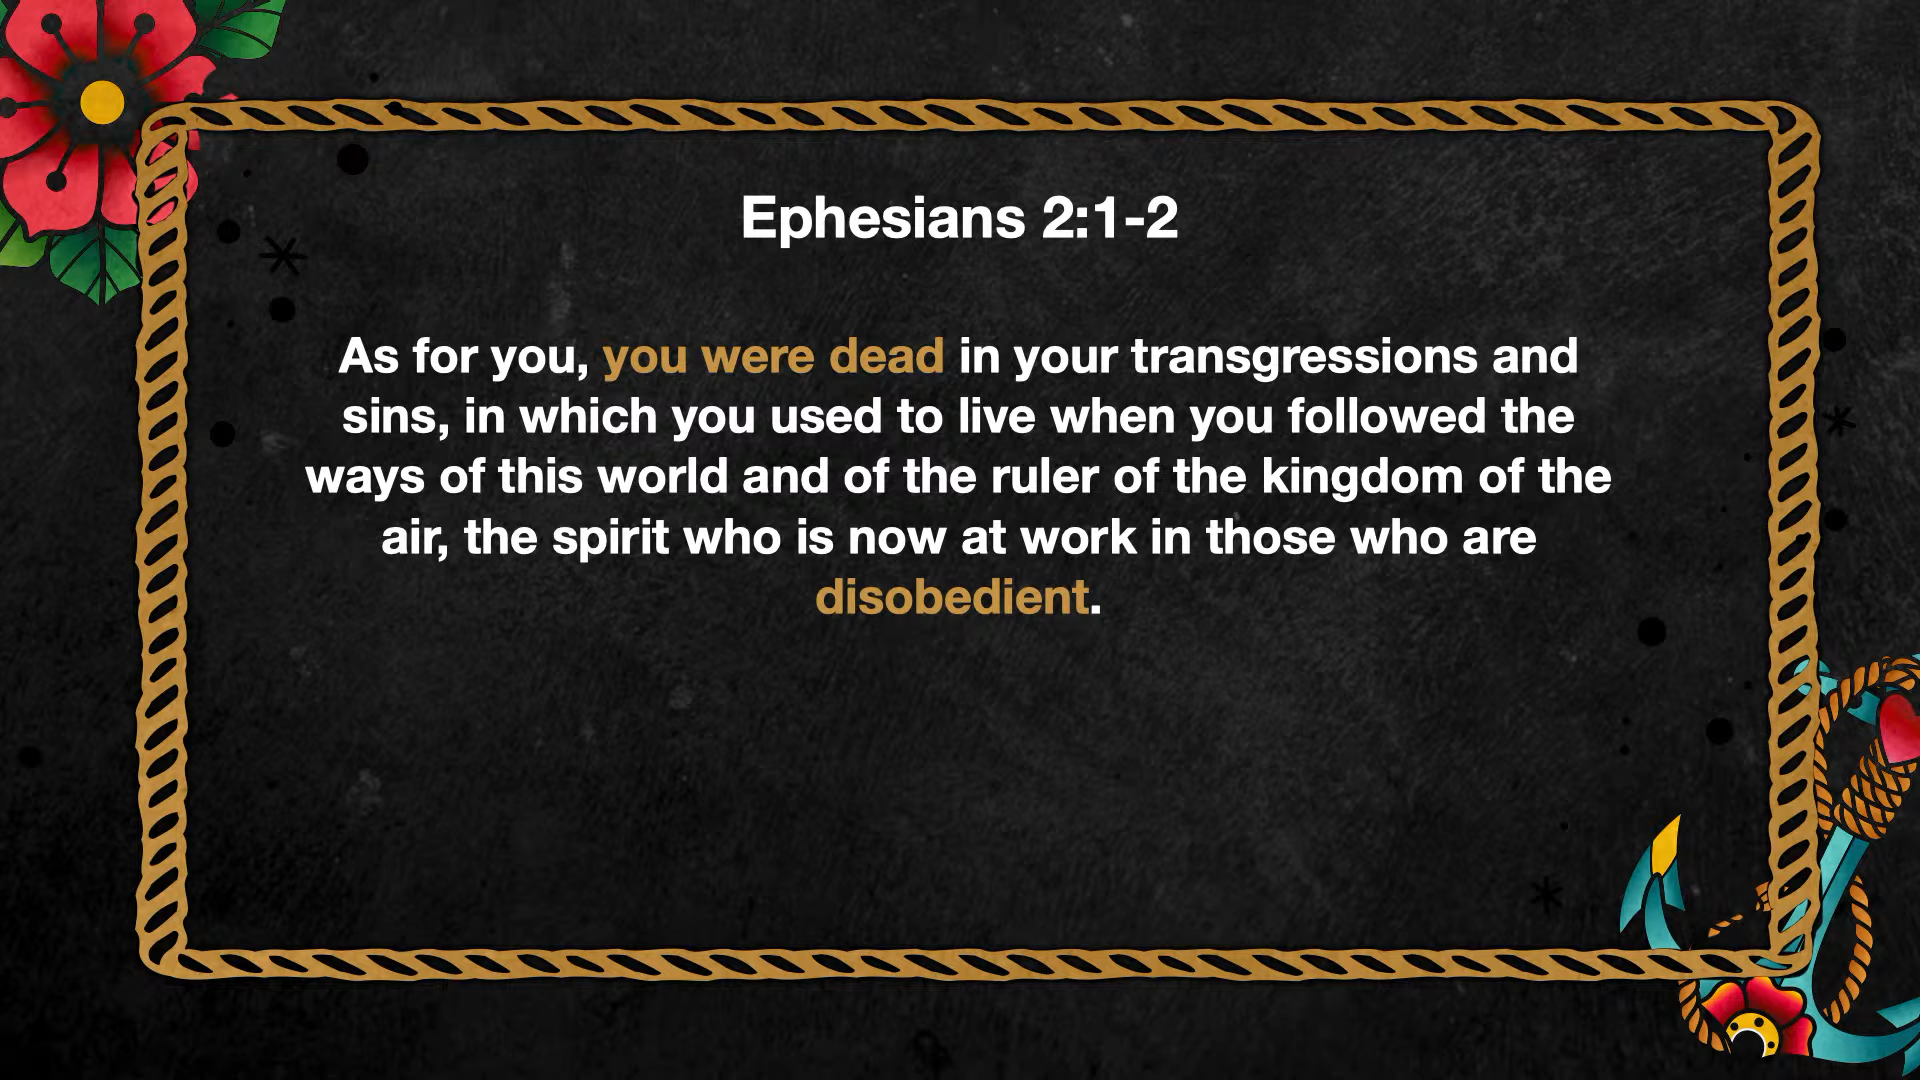 Ephesians 2:1-2
As for you, you were dead in your transgressions and
sins, in which you used to live when you followed the
ways of this world and of the ruler of the kingdom of the
air, the spirit who is now at work in those who are
disobedient.